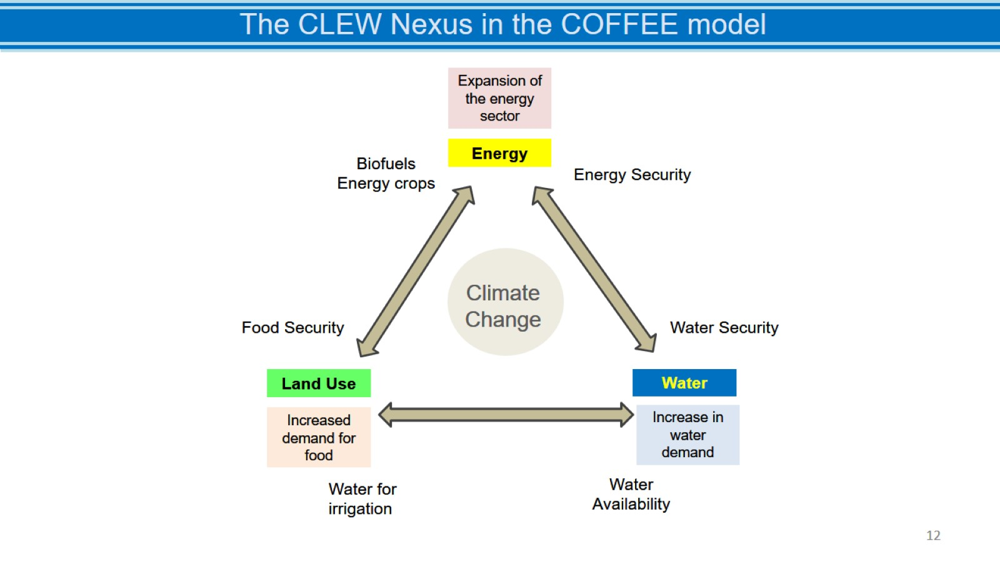 The CLEW Nexus in the COFFEE model
Expansion of
the energy
sector
Energy
Biofuels
Energy crops
Energy Security
Climate
Change
Food Security
Water Security
Land Use
Water
Increased
demand for
food
Increase in
water
demand
Water for
irrigation
Water
Availability
12